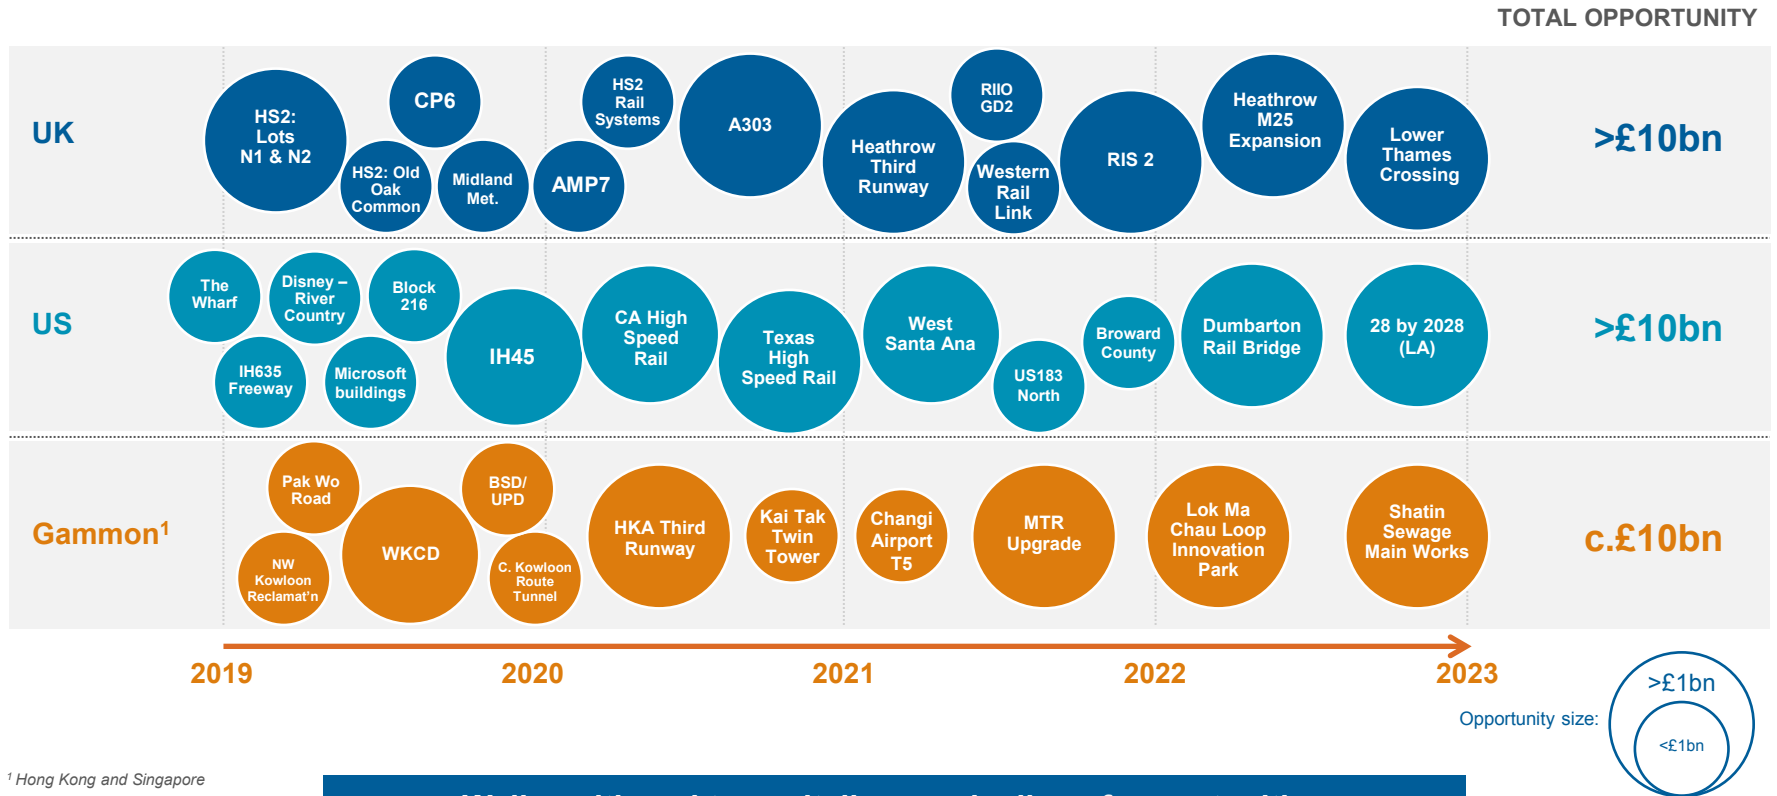 TOTAL OPPORTUNITY
UK
HS2:
Lots
N1 & N2
HS2: Old
Oak
Common
CP6
Midland
Met.
AMP7
HS2
Rail
Systems
A303
Heathrow
Third
Runway
RIIO
GD2
Western
Rail
Link
RIS 2
Heathrow
M25
Expansion
Lower
Thames
Crossing
>£10bn
US
The
Wharf
IH635
Freeway
Disney –
River
Country
Microsoft
buildings
Block
216
IH45
CA High
Speed
Rail
Texas
High
Speed Rail
West
Santa Ana
US183
North
Broward
County
Dumbarton
Rail Bridge
28 by 2028
(LA)
>£10bn
Gammon¹
NW
Kowloon
Reclamat’n
Pak Wo
Road
WKCD
BSD/
UPD
C. Kowloon
Route
Tunnel
HKA Third
Runway
Kai Tak
Twin
Tower
Changi
Airport
T5
MTR
Upgrade
Lok Ma
Chau Loop
Innovation
Park
Shatin
Sewage
Main Works
c.£10bn
2019
2020
2021
2022
2023
Opportunity size:
>£1bn
<£1bn
¹ Hong Kong and Singapore